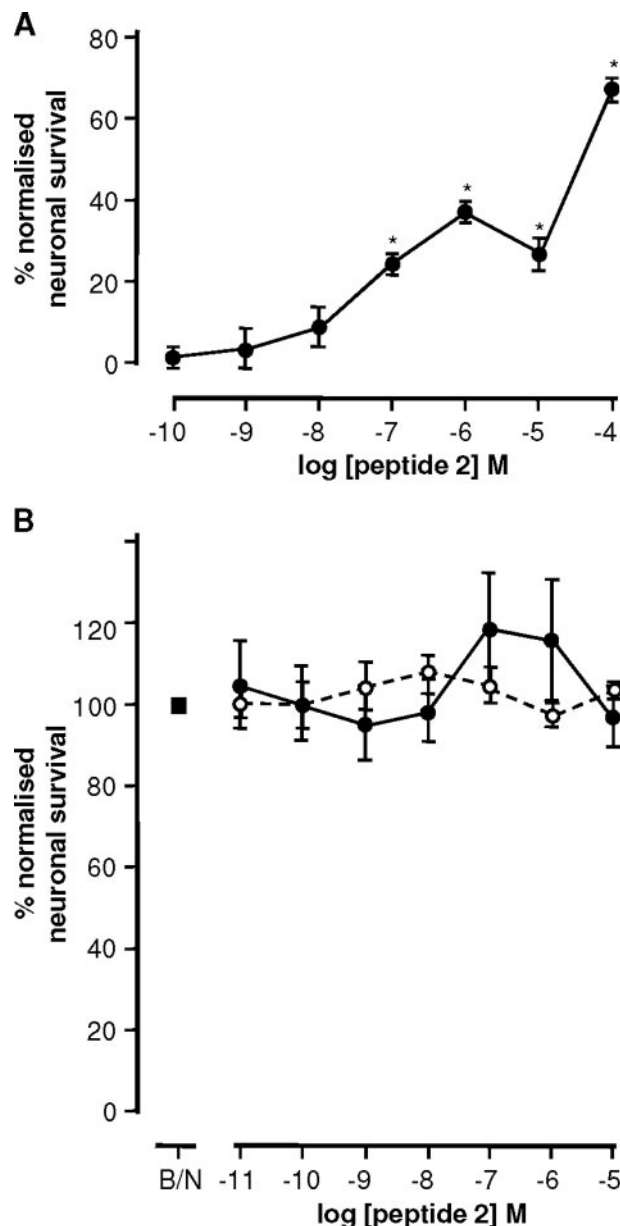 A
80
60
40
20
0
* * * *
% normalised
neuronal survival
-10 -9 -8 -7 -6 -5 -4
log [peptide 2] M
B
120
100
80
60
40
20
0
% normalised
neuronal survival
B/N -11 -10 -9 -8 -7 -6 -5
log [peptide 2] M